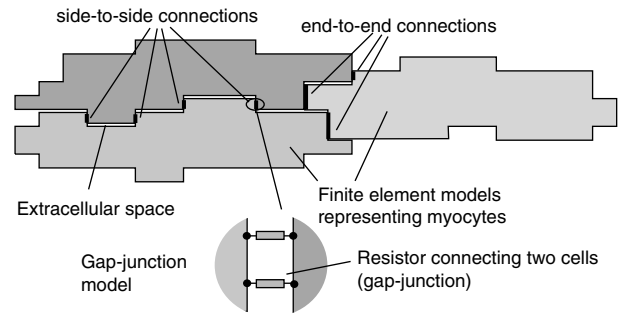 side-to-side connections
end-to-end connections
Extracellular space
Finite element models
representing myocytes
Gap-junction
model
Resistor connecting two cells
(gap-junction)